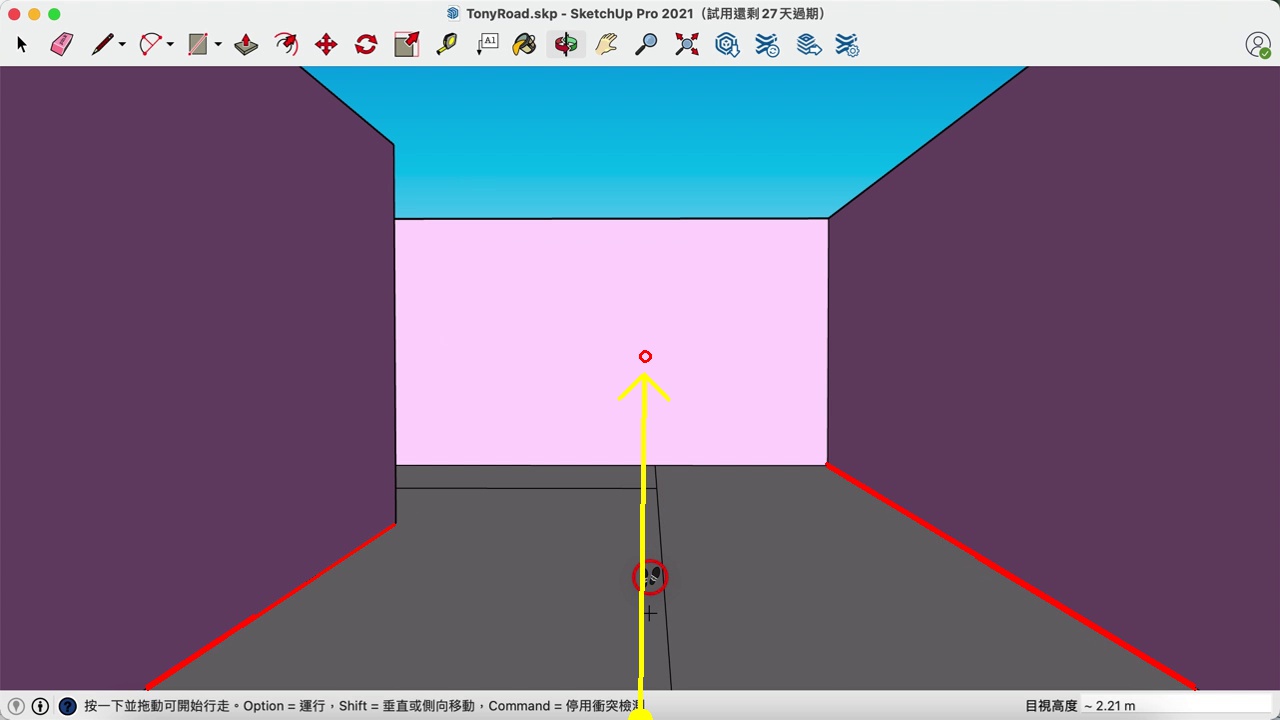 TonyRoad.skp - SketchUp Pro 2021（試用還剩 27 天過期）
A1
按一下並拖動可開始行走。Option = 運行，Shift = 垂直或側向移動，Command = 停用衝突檢測
目視高度 ~ 2.21 m